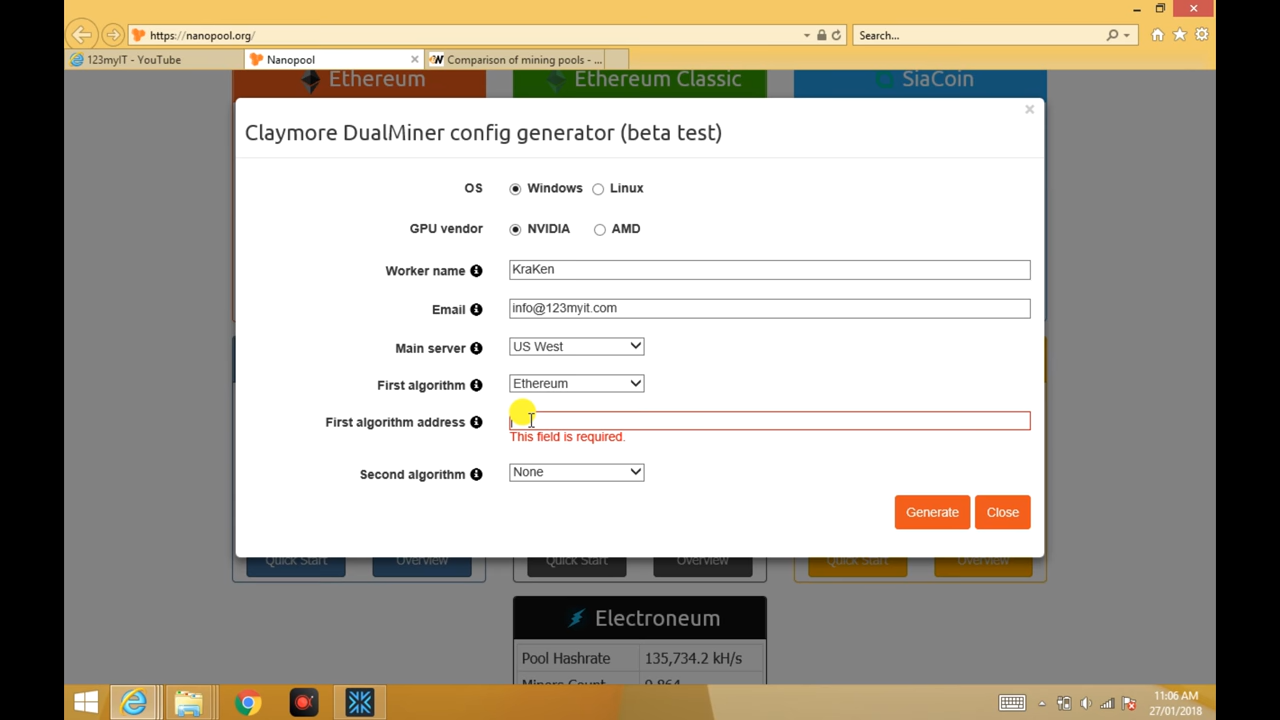 https://nanopool.org/
Search...
123myIT - YouTube
Nanopool
Comparison of mining pools - ...
Ethereum
Ethereum Classic
SiaCoin
Claymore DualMiner config generator (beta test)
OS
Windows
Linux
GPU vendor
NVIDIA
AMD
Worker name
KraKen
Email
info@123myit.com
Main server
US West
First algorithm
Ethereum
First algorithm address
This field is required.
Second algorithm
None
Generate
Close
Quick Start
Overview
Quick Start
Overview
Quick Start
Overview
Electroneum
Pool Hashrate
135,734.2 kH/s
11:06 AM
27/01/2018